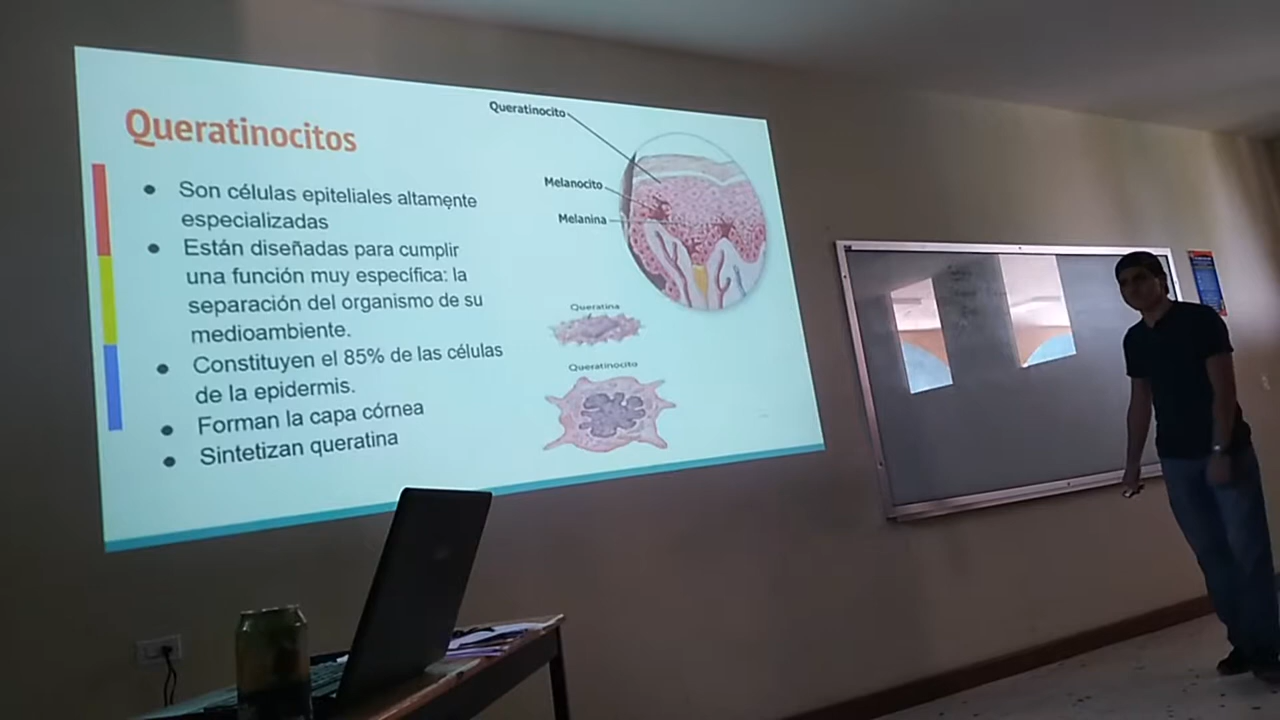 Queratinocitos
Son células epiteliales altamente
especializadas
Están diseñadas para cumplir
una función muy específica: la
separación del organismo de su
medioambiente.
Constituyen el 85% de las células
de la epidermis.
Forman la capa córnea
Sintetizan queratina
Queratinocito
Melanocito
Melanina
Queratina
Queratinocito